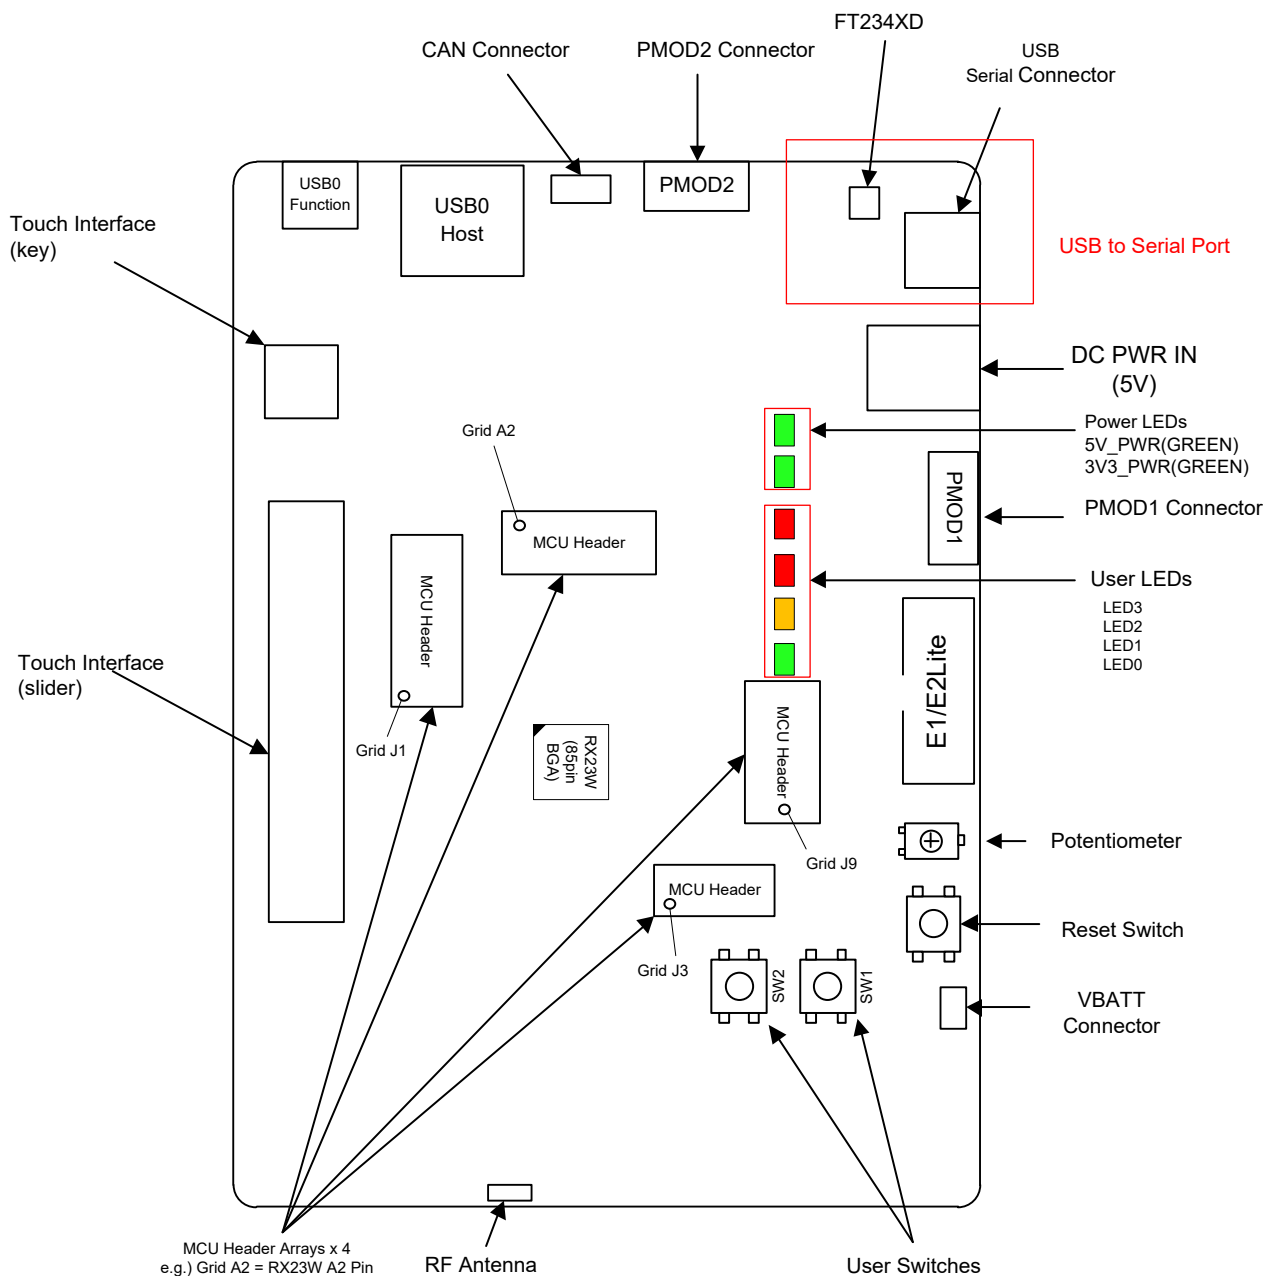 FT234XD
CAN Connector
PMOD2 Connector
USB
Serial Connector
USB0
Function
USB0
Host
PMOD2
Touch Interface
(key)
USB to Serial Port
DC PWR IN
(5V)
Power LEDs
5V_PWR(GREEN)
3V3_PWR(GREEN)
Grid A2
PMOD1
PMOD1 Connector
MCU Header
MCU Header
User LEDs
LED3
LED2
LED1
LED0
Touch Interface
(slider)
E1/E2Lite
Grid J1
RX23W
(85pin
BGA)
MCU Header
Grid J9
Potentiometer
MCU Header
Reset Switch
Grid J3
SW2
SW1
VBATT
Connector
MCU Header Arrays x 4
e.g.) Grid A2 = RX23W A2 Pin
RF Antenna
User Switches